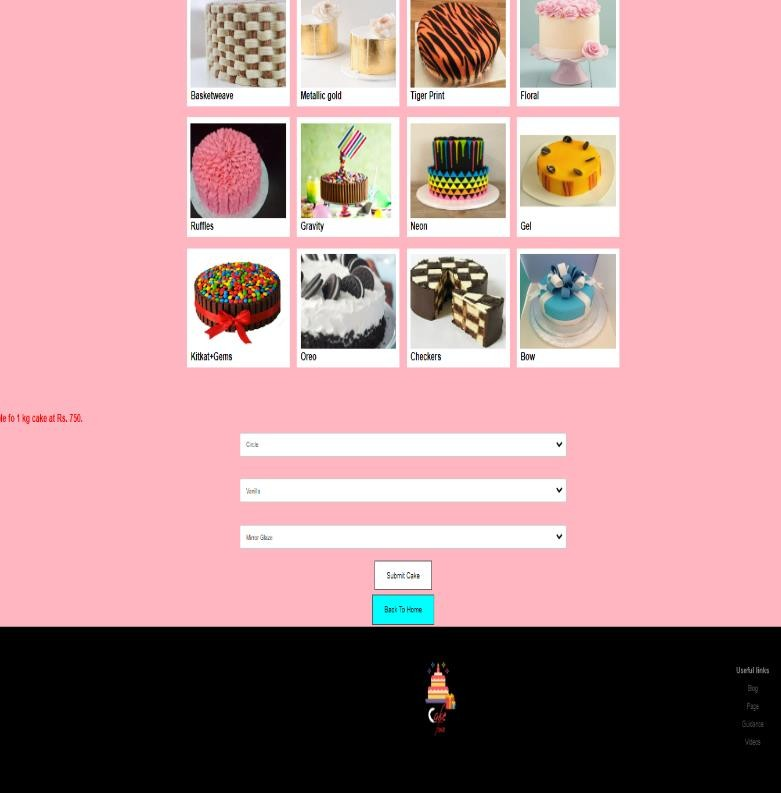 Basketweave
Metallic gold
Tiger Print
Floral
Ruffles
Gravity
Neon
Gel
Kitkat+Gems
Oreo
Checkers
Bow
fo 1 kg cake at Rs. 750.
Circle
Vanilla
Mirror Glaze
Submit Cake
Back To Home
Cake
Useful links
Blog
Page
Guidance
Videos